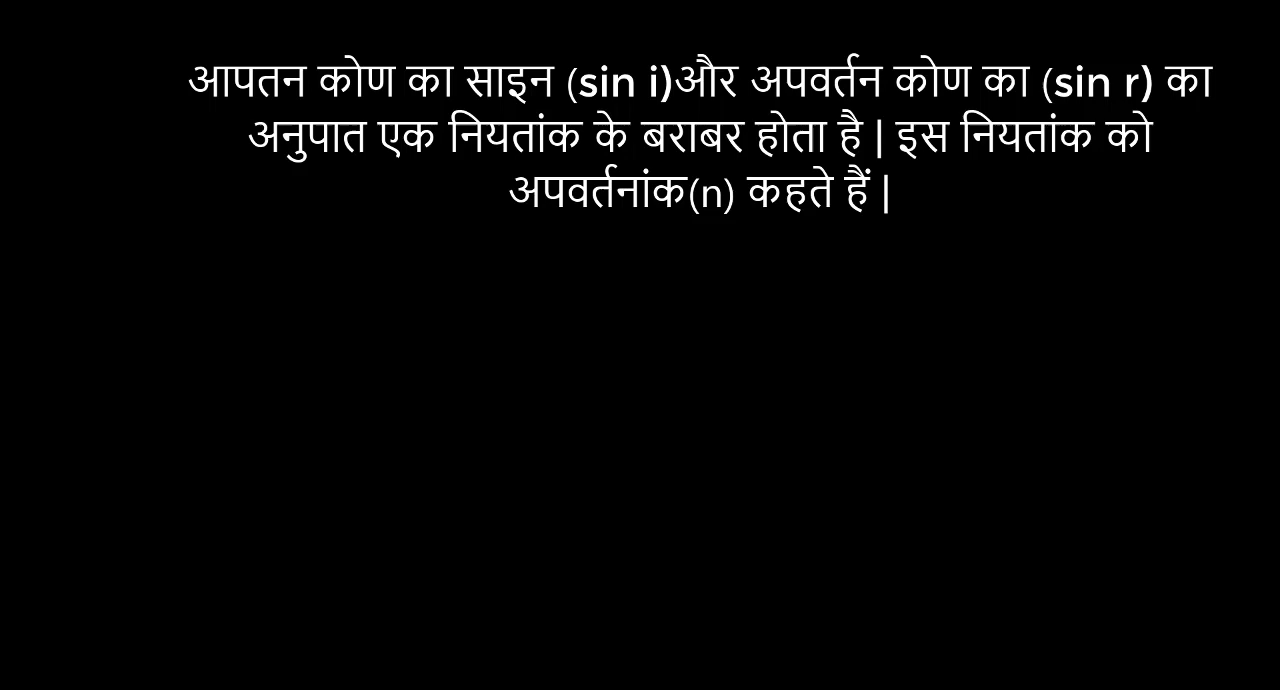 आपतन कोण का साइन (sin i)और अपवर्तन कोण का (sin r) का
अनुपात एक नियतांक के बराबर होता है | इस नियतांक को
अपवर्तनांक(n) कहते हैं |